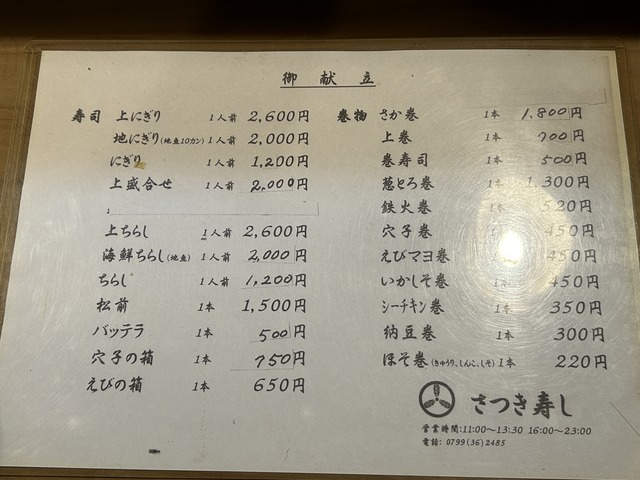 御献立
寿司 上にぎり 1人前 2,600円
地にぎり(地魚10カン) 1人前 2,000円
にぎり 1人前 1,200円
上盛合せ 1人前 2,000円
上ちらし 1人前 2,600円
海鮮ちらし(地魚) 1人前 2,000円
ちらし 1人前 1,200円
松前 1本 1,500円
バッテラ 1本 500円
穴子の箱 1本 750円
えびの箱 1本 650円
巻物 さか巻 1本 1,800円
上巻 1本 700円
巻寿司 1本 500円
葱とろ巻 1本 1,300円
鉄火巻 1本 520円
穴子巻 1本 450円
えびマヨ巻 1本 450円
いかしそ巻 1本 450円
シーチキン巻 1本 350円
納豆巻 1本 300円
ほそ巻(きゅうり、しんこ、しそ) 1本 220円
さつき寿し
営業時間:11:00〜13:30 16:00〜23:00
電話: 0799(36)2485